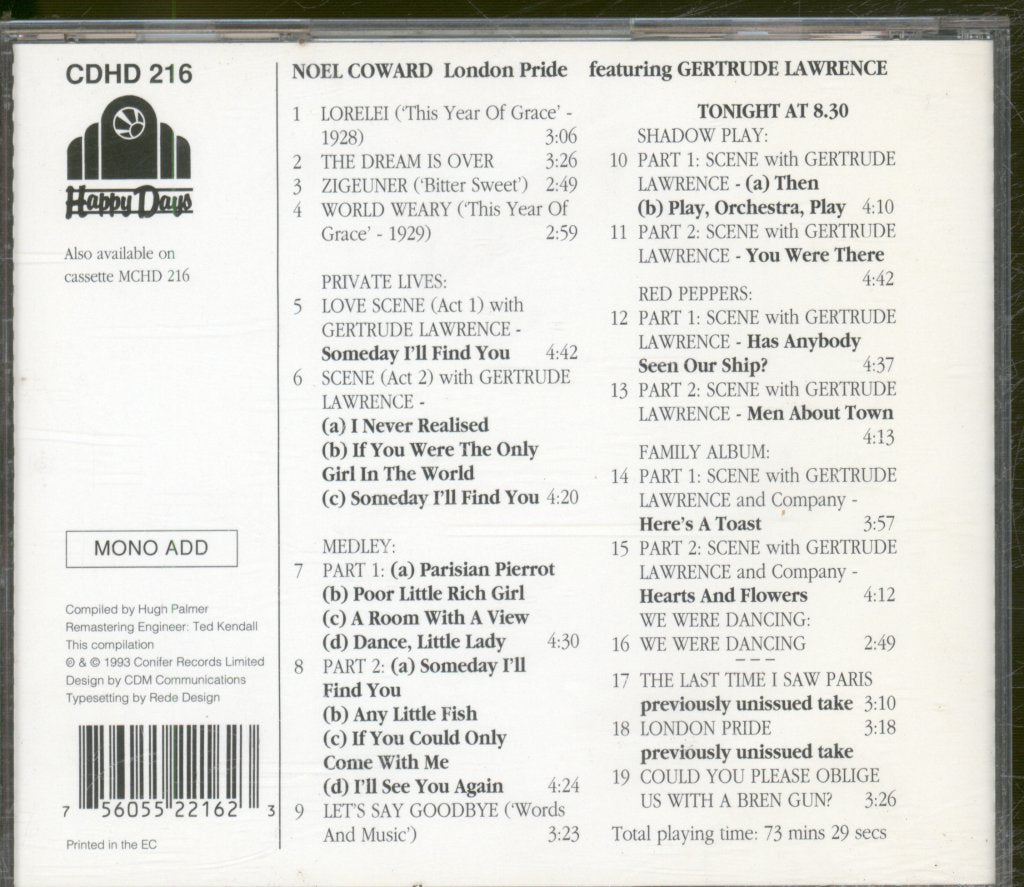 CDHD 216
Happy Days
Also available on
cassette MCHD 216
MONO ADD
Compiled by Hugh Palmer
Remastering Engineer: Ted Kendall
This compilation
℗ & © 1993 Conifer Records Limited
Design by CDM Communications
Typesetting by Rede Design
7 56055 22162 3
Printed in the EC
NOEL COWARD London Pride featuring GERTRUDE LAWRENCE
1 LORELEI ('This Year Of Grace' -
1928) 3:06
2 THE DREAM IS OVER 3:26
3 ZIGEUNER ('Bitter Sweet') 2:49
4 WORLD WEARY ('This Year Of
Grace' - 1929) 2:59
PRIVATE LIVES:
5 LOVE SCENE (Act 1) with
GERTRUDE LAWRENCE -
Someday I'll Find You 4:42
6 SCENE (Act 2) with GERTRUDE
LAWRENCE -
(a) I Never Realised
(b) If You Were The Only
Girl In The World
(c) Someday I'll Find You 4:20
MEDLEY:
7 PART 1: (a) Parisian Pierrot
(b) Poor Little Rich Girl
(c) A Room With A View
(d) Dance, Little Lady 4:30
8 PART 2: (a) Someday I'll
Find You
(b) Any Little Fish
(c) If You Could Only
Come With Me
(d) I'll See You Again 4:24
9 LET'S SAY GOODBYE ('Words
And Music') 3:23
TONIGHT AT 8.30
SHADOW PLAY:
10 PART 1: SCENE with GERTRUDE
LAWRENCE - (a) Then
(b) Play, Orchestra, Play 4:10
11 PART 2: SCENE with GERTRUDE
LAWRENCE - You Were There
4:42
RED PEPPERS:
12 PART 1: SCENE with GERTRUDE
LAWRENCE - Has Anybody
Seen Our Ship? 4:37
13 PART 2: SCENE with GERTRUDE
LAWRENCE - Men About Town
4:13
FAMILY ALBUM:
14 PART 1: SCENE with GERTRUDE
LAWRENCE and Company -
Here's A Toast 3:57
15 PART 2: SCENE with GERTRUDE
LAWRENCE and Company -
Hearts And Flowers 4:12
WE WERE DANCING:
16 WE WERE DANCING 2:49
---
17 THE LAST TIME I SAW PARIS
previously unissued take 3:10
18 LONDON PRIDE 3:18
previously unissued take
19 COULD YOU PLEASE OBLIGE
US WITH A BREN GUN? 3:26
Total playing time: 73 mins 29 secs